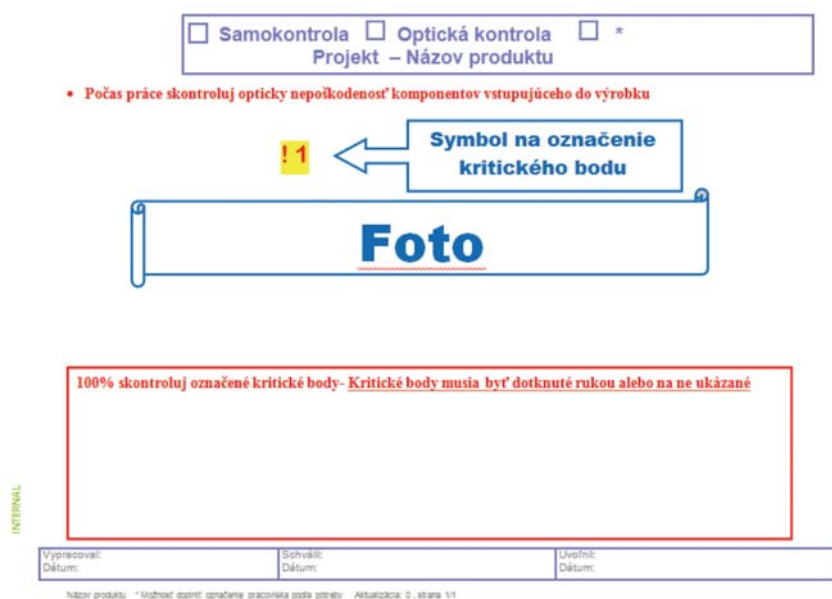 ☐ Samokontrola ☐ Optická kontrola ☐ *
Projekt – Názov produktu
• Počas práce skontroluj opticky nepoškodenosť komponentov vstupujúceho do výrobku
! 1
Symbol na označenie
kritického bodu
Foto
100% skontroluj označené kritické body- Kritické body musia byť dotknuté rukou alebo na ne ukázané
INTERNAL
Vypracoval: Schválil: Uvoľnil:
Dátum: Dátum: Dátum:
Názov produktu * Možnosť doplniť označenie pracoviska podľa potreby Aktualizácia: 0 , strana 1/1